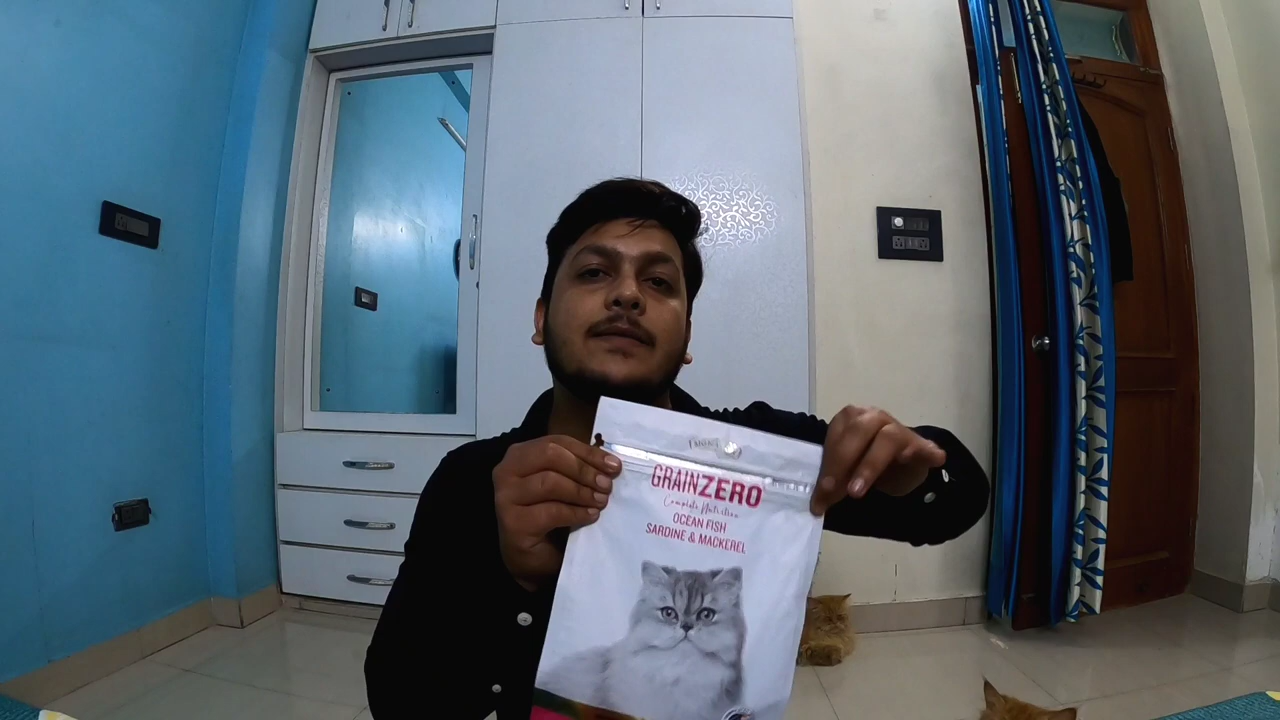 GRAINZERO
Complete Nutrition
OCEAN FISH
SARDINE & MACKEREL